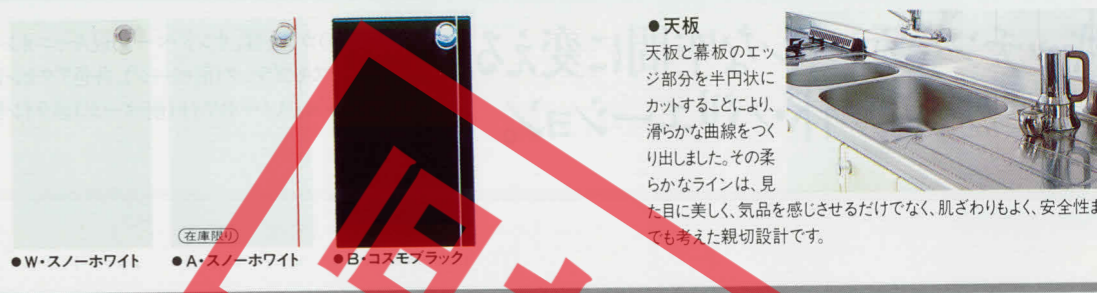 (在庫限り)
●W・スノーホワイト
●A・スノーホワイト
●B・コスモブラック
●天板
天板と幕板のエッ
ジ部分を半円状に
カットすることにより、
滑らかな曲線をつく
り出しました。その柔
らかなラインは、見
た目に美しく、気品を感じさせるだけでなく、肌ざわりもよく、安全性ま
でも考えた親切設計です。